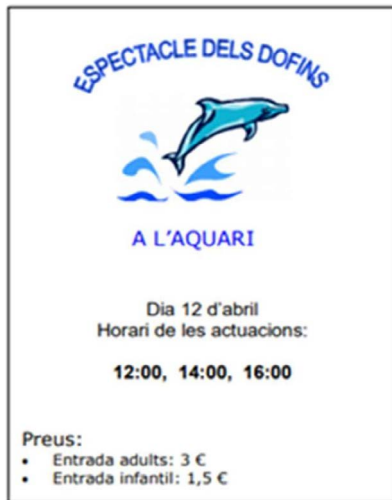 ESPECTACLE DELS DOFINS
A L'AQUARI
Dia 12 d'abril
Horari de les actuacions:
12:00, 14:00, 16:00
Preus:
• Entrada adults: 3 €
• Entrada infantil: 1,5 €